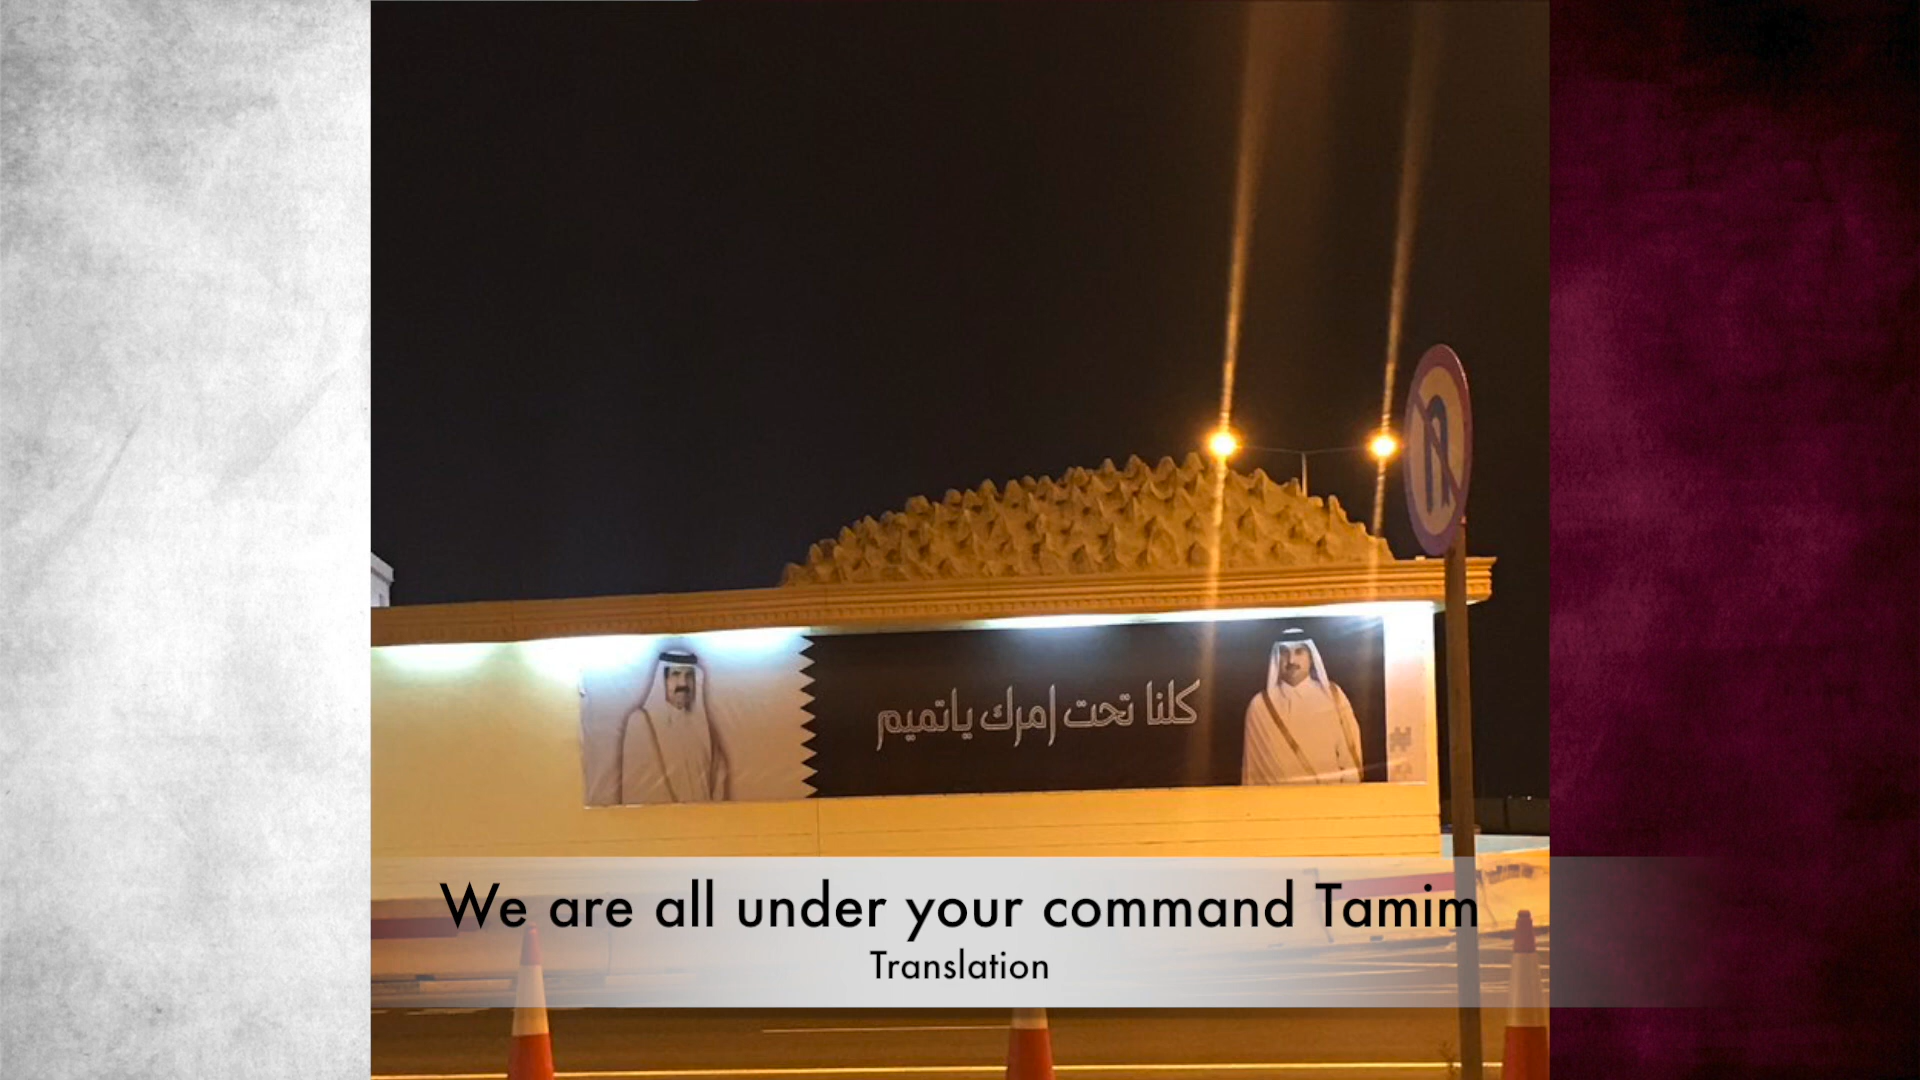 كلنا تحت إمرك ياتميم
We are all under your command Tamim
Translation